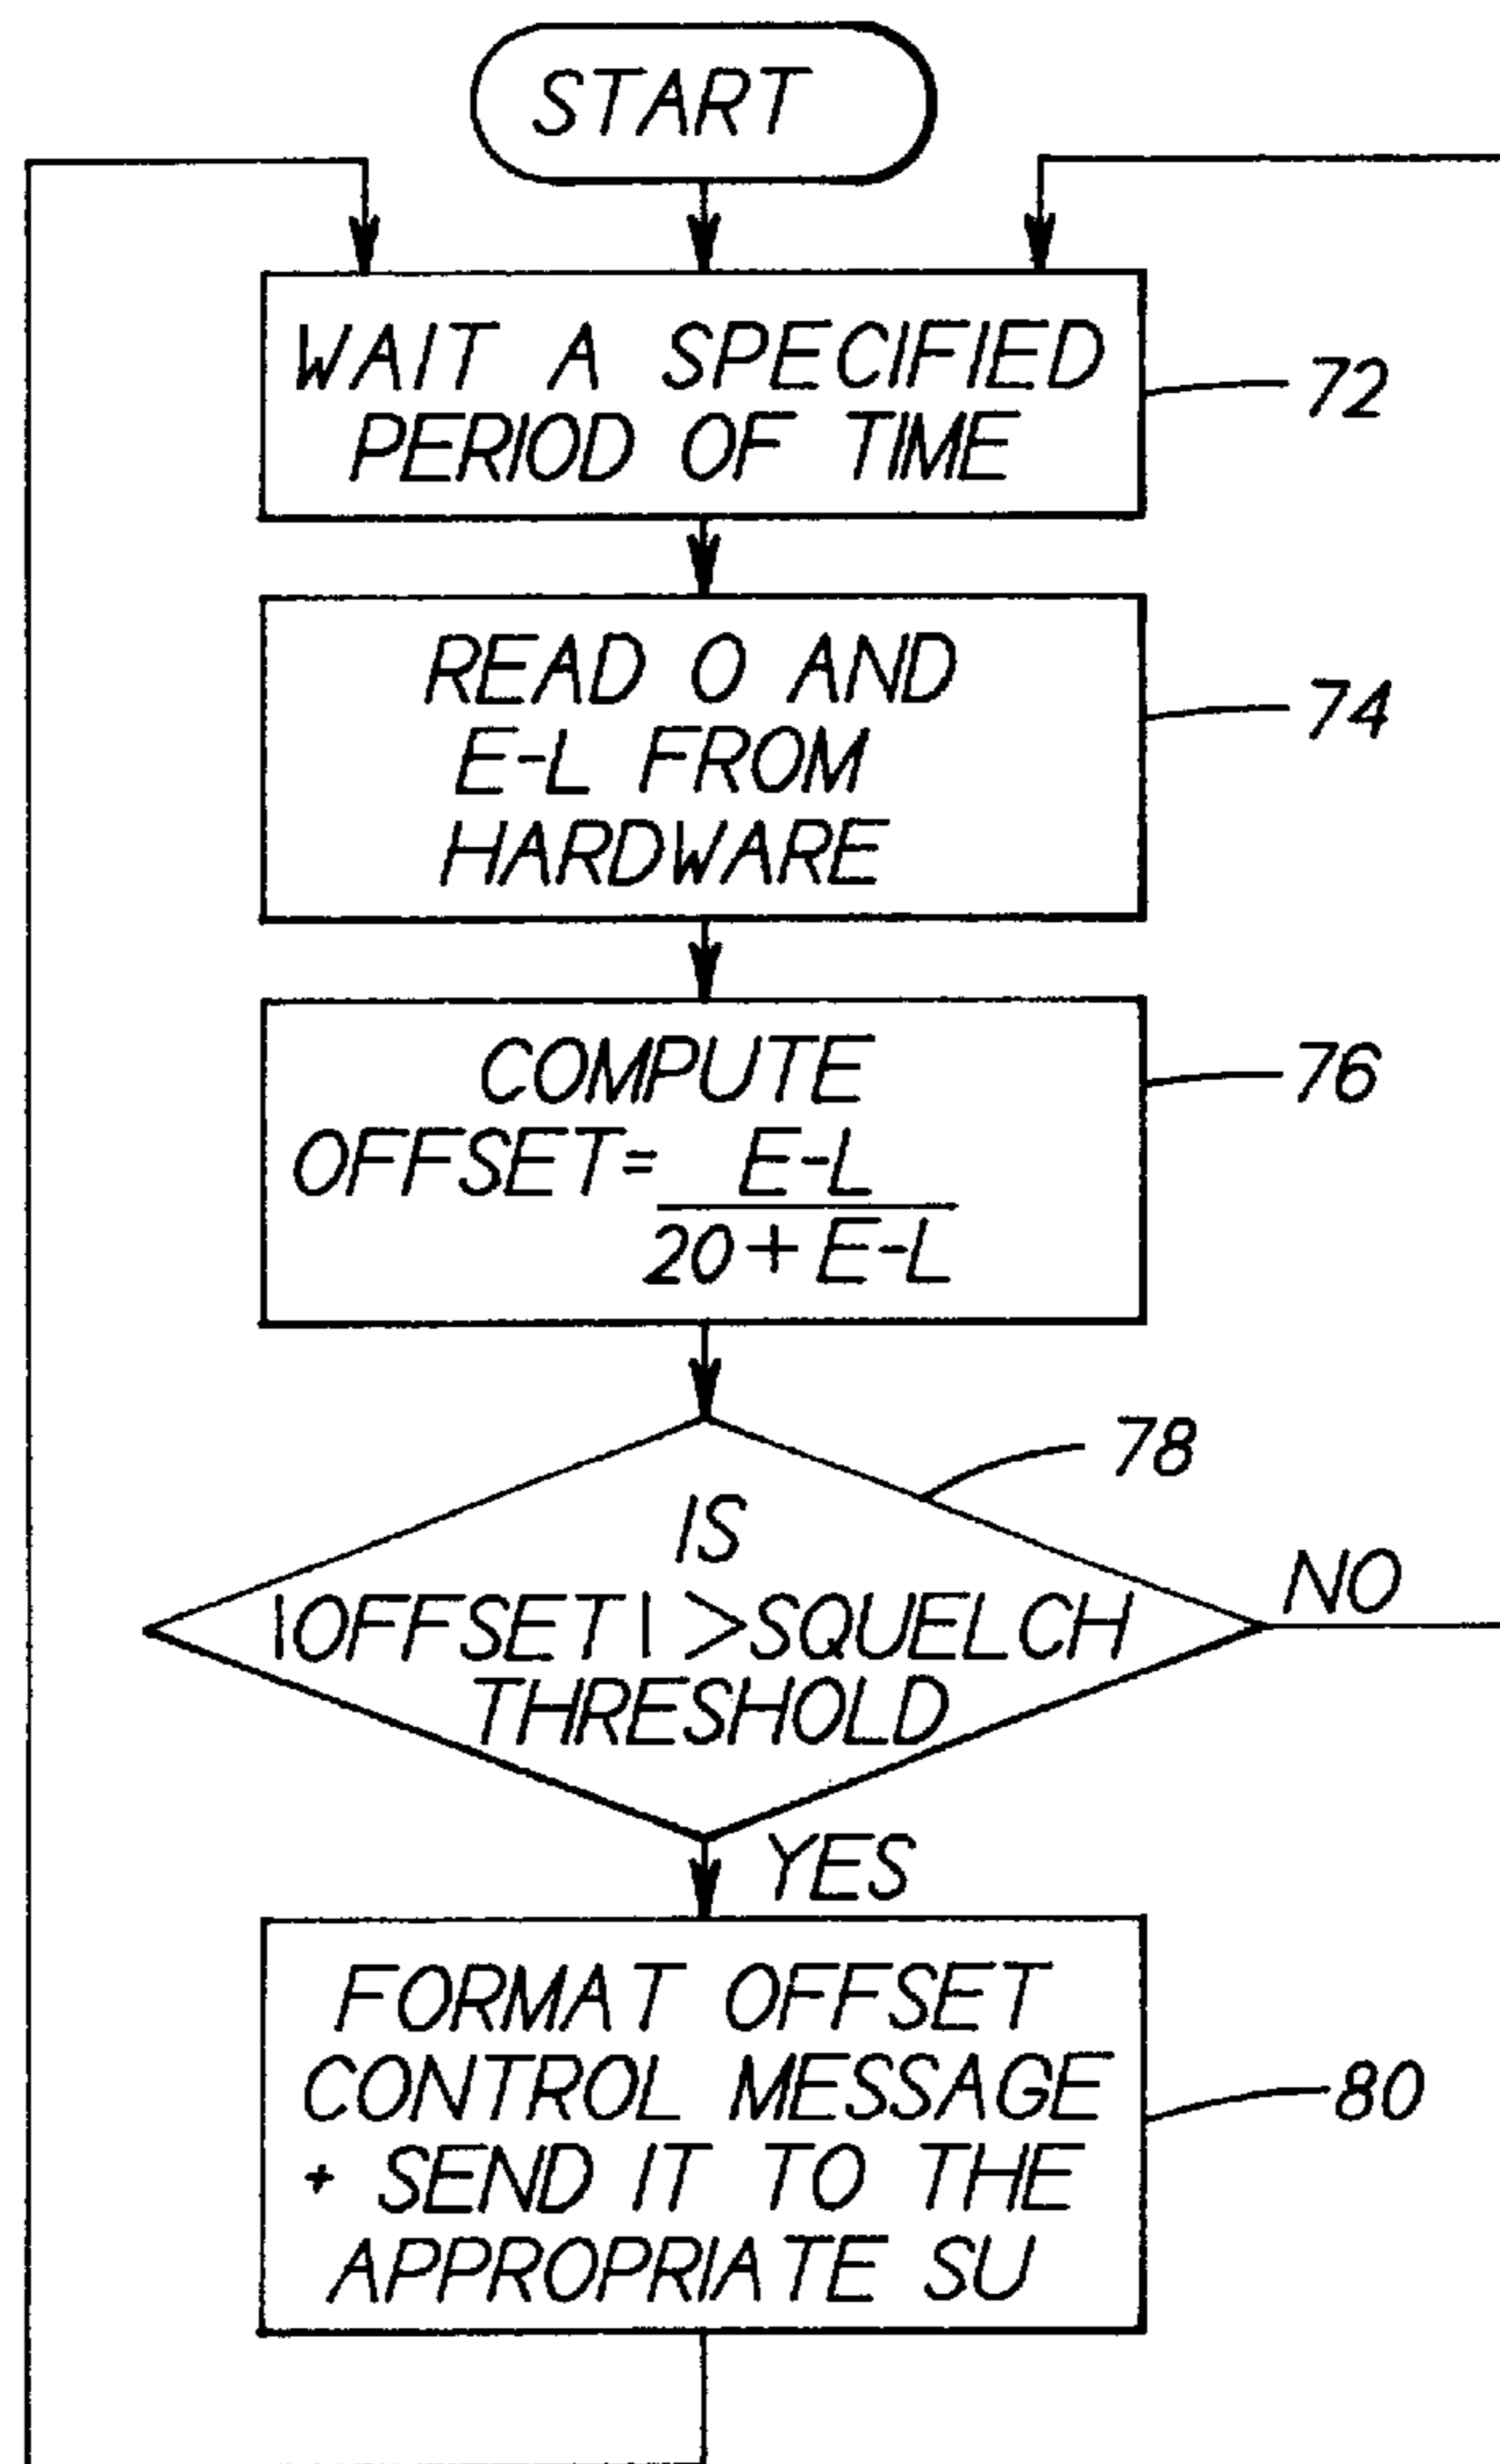 START
WAIT A SPECIFIED
PERIOD OF TIME
72
READ O AND
E-L FROM
HARDWARE
74
COMPUTE
OFFSET= E-L
20+E-L
76
78
IS
|OFFSET| >SQUELCH
THRESHOLD
NO
YES
FORMAT OFFSET
CONTROL MESSAGE
+ SEND IT TO THE
APPROPRIATE SU
80